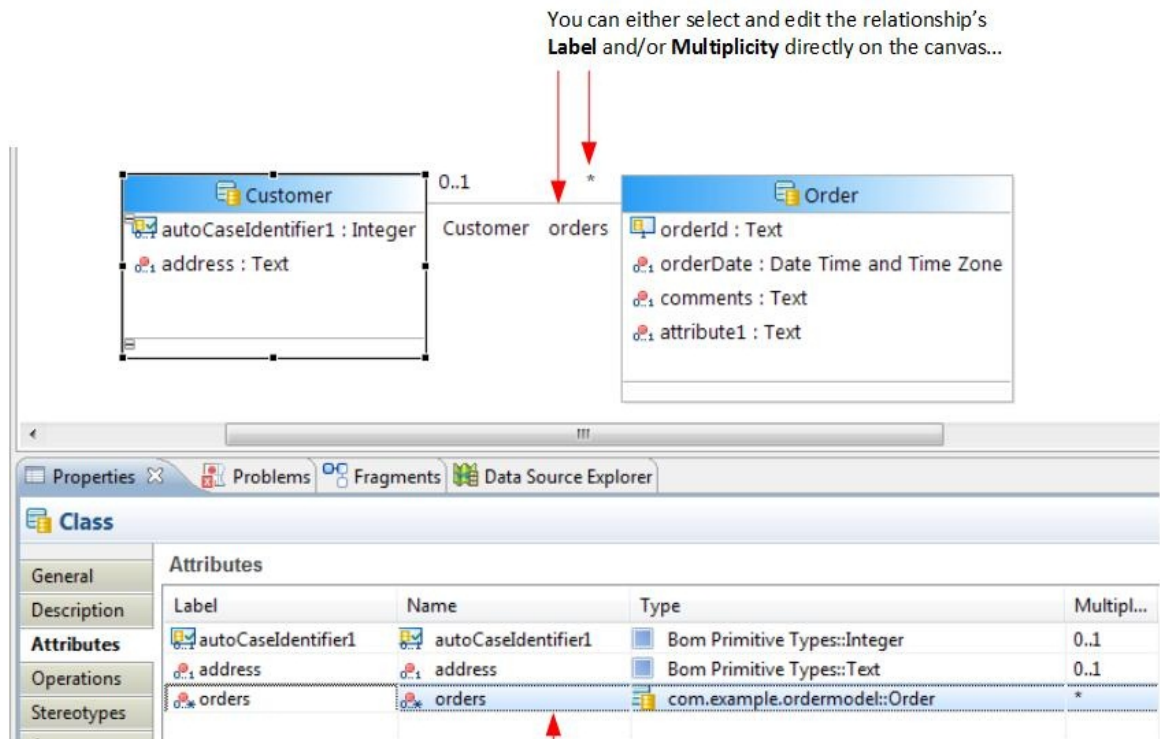 You can either select and edit the relationship's
Label and/or Multiplicity directly on the canvas...
Customer
0..1
*
Order
autoCaseIdentifier1 : Integer
Customer
orders
orderId : Text
address : Text
orderDate : Date Time and Time Zone
comments : Text
attribute1 : Text
Properties
Problems
Fragments
Data Source Explorer
Class
General
Attributes
Description
Label Name Type Multipl...
Attributes
autoCaseIdentifier1 autoCaseIdentifier1 Bom Primitive Types::Integer 0..1
Operations
address address Bom Primitive Types::Text 0..1
Stereotypes
orders orders com.example.ordermodel::Order *